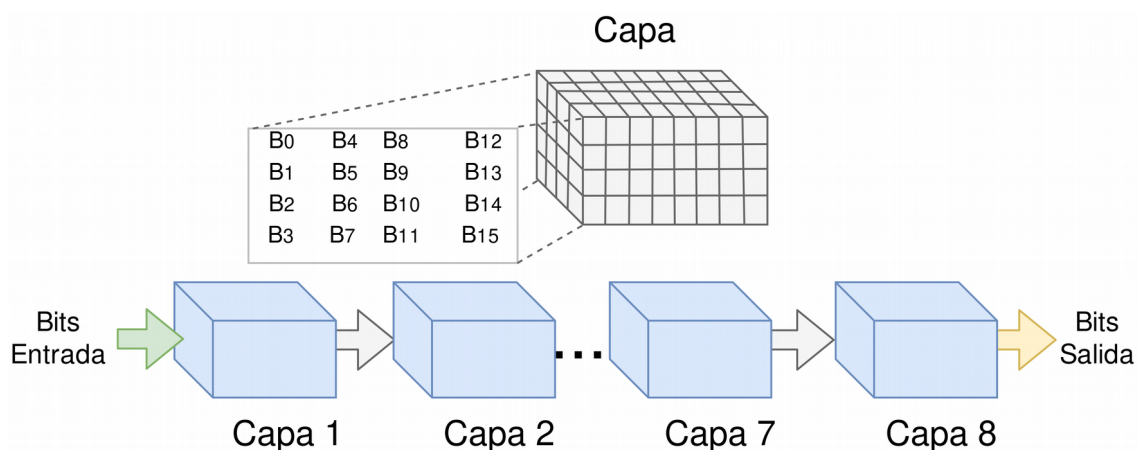 Capa
B0 B4 B8 B12
B1 B5 B9 B13
B2 B6 B10 B14
B3 B7 B11 B15
Bits
Entrada
Bits
Salida
Capa 1
Capa 2
Capa 7
Capa 8